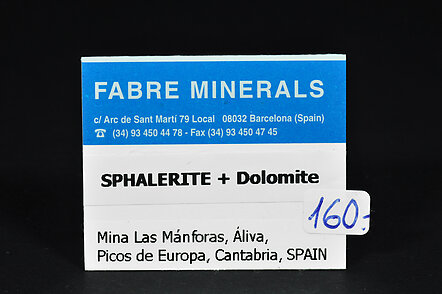 FABRE MINERALS
c/ Arc de Sant Martí 79 Local 08032 Barcelona (Spain)
☎ (34) 93 450 44 78 - Fax (34) 93 450 47 45
SPHALERITE + Dolomite
160.-
Mina Las Mánforas, Áliva,
Picos de Europa, Cantabria, SPAIN